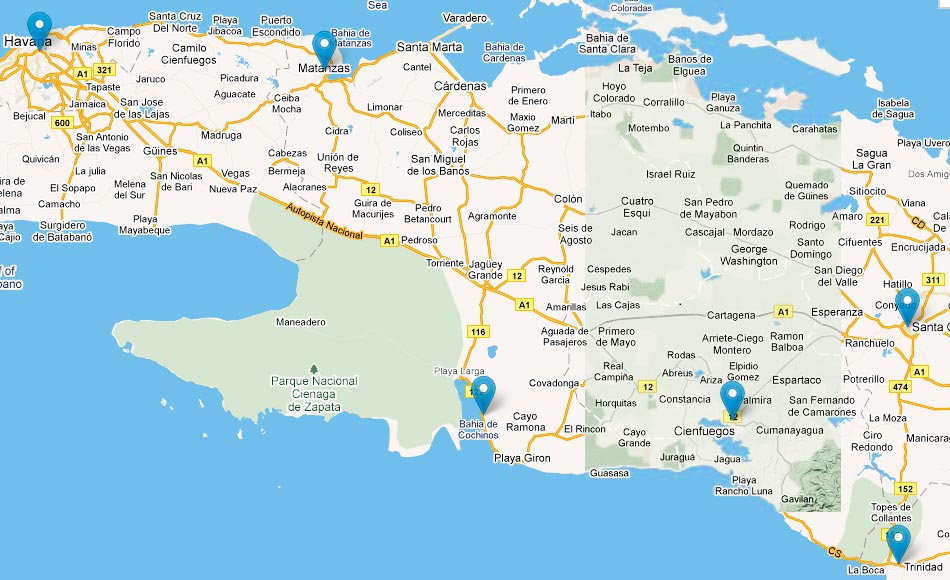 Sea
Las
Coloradas
Santa Cruz
Del Norte
Playa
Jibacoa
Puerto
Escondido
Bahia de
Matanzas
Varadero
Havana
Campo
Florido
Minas
Camilo
Cienfuegos
Santa Marta
Bahia de
Cardenas
Bahia de
Santa Clara
Matanzas
Cantel
La Teja
Banos de
Elguea
A1
321
Jaruco
Picadura
Tapaste
Aguacate
Cárdenas
Primero
de Enero
Hoyo
Colorado
Corralillo
Playa
Ganuza
Isabela
de Sagua
Jamaica
San Jose
de las Lajas
Ceiba
Mocha
Limonar
Merceditas
Itabo
Bejucal
600
Madruga
Cidra
Coliseo
Carlos
Rojas
Maxio
Gomez
Martí
Motembo
La Panchita
Carahatas
San Antonio
de las Vegas
Güines
Cabezas
Quintin
Banderas
Sagua
La Gran
Playa Uvero
Quivicán
A1
Unión de
Reyes
San Miguel
de los Baños
La julia
San Nicolas
de Bari
Vegas
Bermeja
Israel Ruiz
Dos Amigo
El Sopapo
Melena
del Sur
Nueva Paz
Alacranes
12
Quemado
de Güines
Sitiocito
Camacho
Guira de
Macurijes
Pedro
Betancourt
Agramonte
Colón
Cuatro
Esqui
San Pedro
de Mayabon
Amaro
221
Viana
Surgidero
de Batabanó
Playa
Mayabeque
Autopista Nacional
Seis de
Agosto
Jacan
Cascajal
Mordazo
Rodrigo
CD
A1
Pedroso
George
Washington
Santo
Domingo
Cifuentes
Encrucijada
Torriente
Jagüey
Grande
12
Reynold
Garcia
Cespedes
San Diego
del Valle
Hatillo
311
Jesus Rabi
A1
Amarillas
Las Cajas
Cartagena
A1
Esperanza
Maneadero
116
Aguada de
Pasajeros
Primero
de Mayo
Arriete-Ciego
Montero
Ramon
Balboa
Ranchuelo
Rodas
Playa Larga
Real
Campiña
Abreus
Ariza
Elpidio
Gomez
Espartaco
Potrerillo
A1
Parque Nacional
Cienaga
de Zapata
Covadonga
12
474
Horquitas
Constancia
12
Palmira
San Fernando
de Camarones
La Moza
Bahia de
Cochinos
Cayo
Ramona
El Rincon
Cayo
Grande
Cienfuegos
Cumanayagua
Ciro
Redondo
Playa Giron
Juraguá
Jagua
Guasasa
Playa
Rancho Luna
Gavilan
152
Topes de
Collantes
CS
La Boca
Trinidad